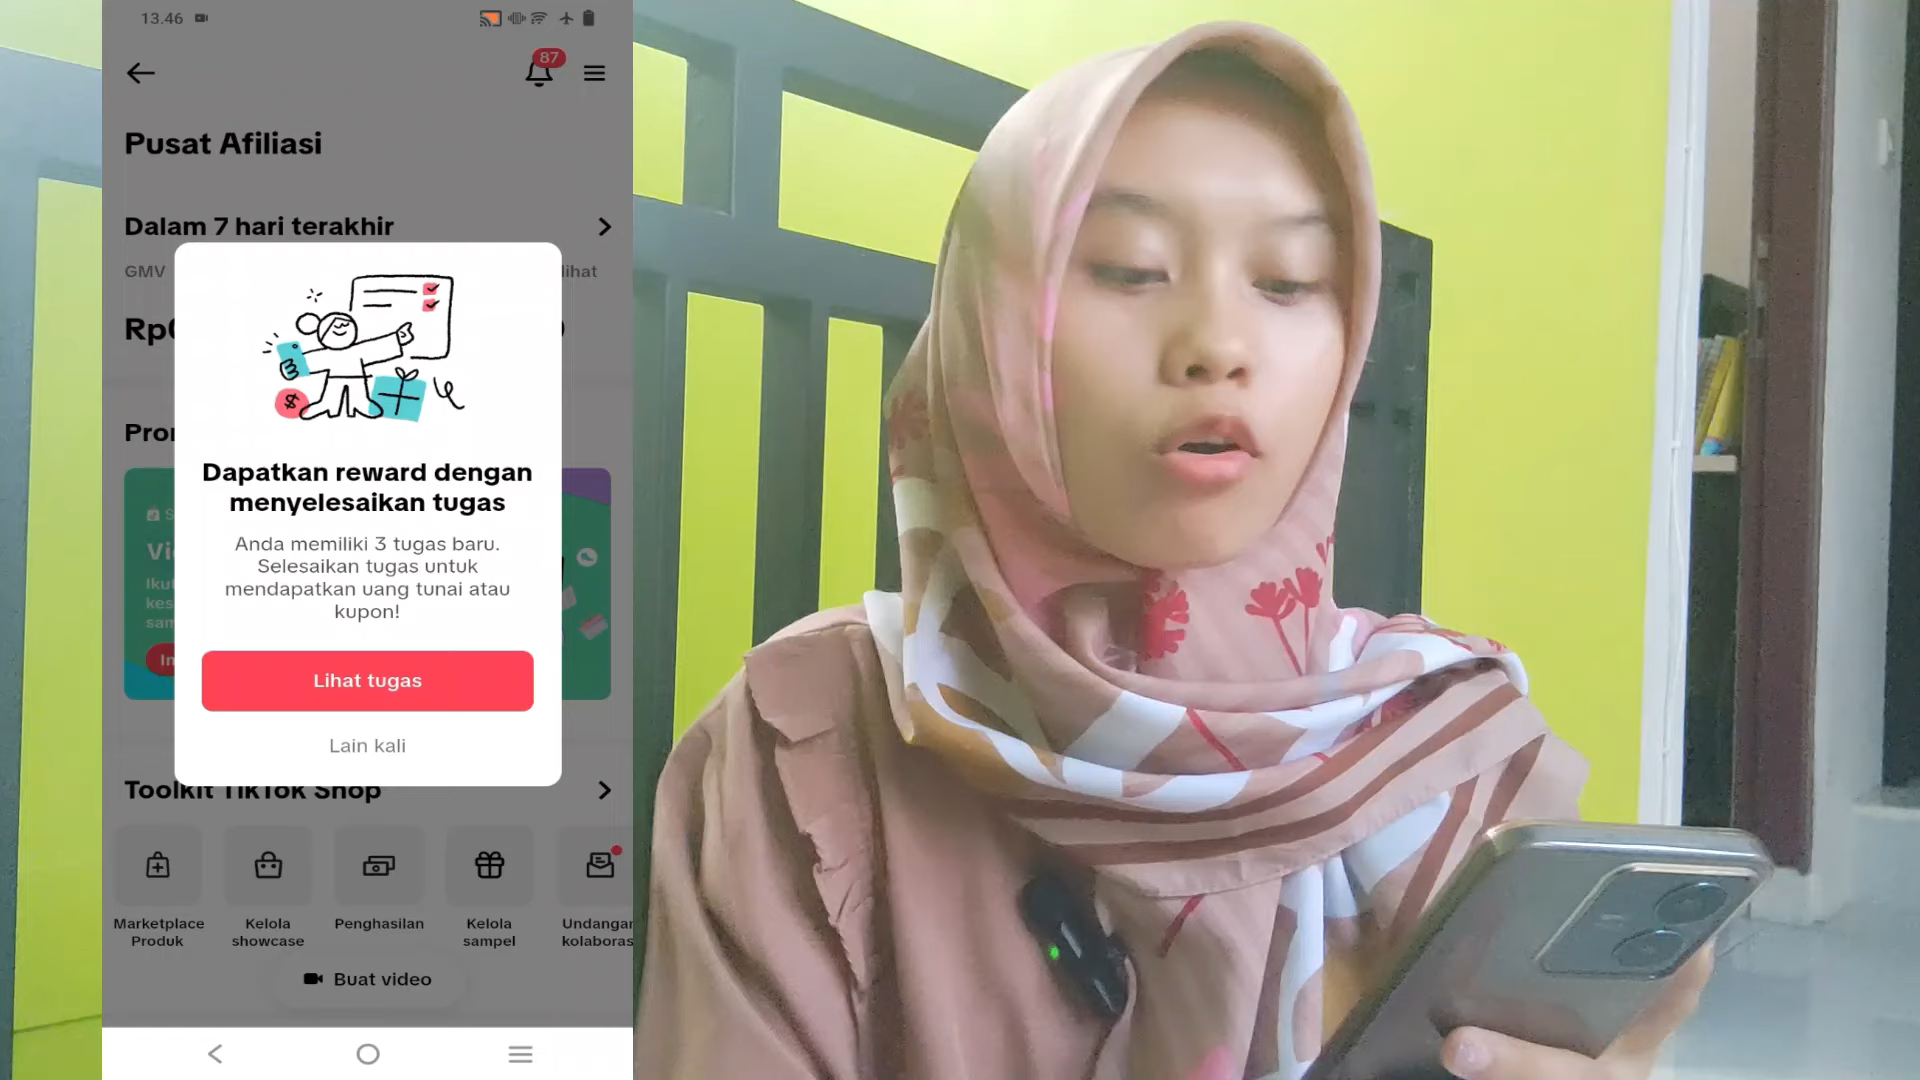 13.46
87
Pusat Afiliasi
Dalam 7 hari terakhir
GMV
lihat
Dapatkan reward dengan
menyelesaikan tugas
Anda memiliki 3 tugas baru.
Selesaikan tugas untuk
mendapatkan uang tunai atau
kupon!
Lihat tugas
Lain kali
Toolkit TikTok Shop
Marketplace
Produk
Kelola
showcase
Penghasilan
Kelola
sampel
Undangan
kolaboras
Buat video